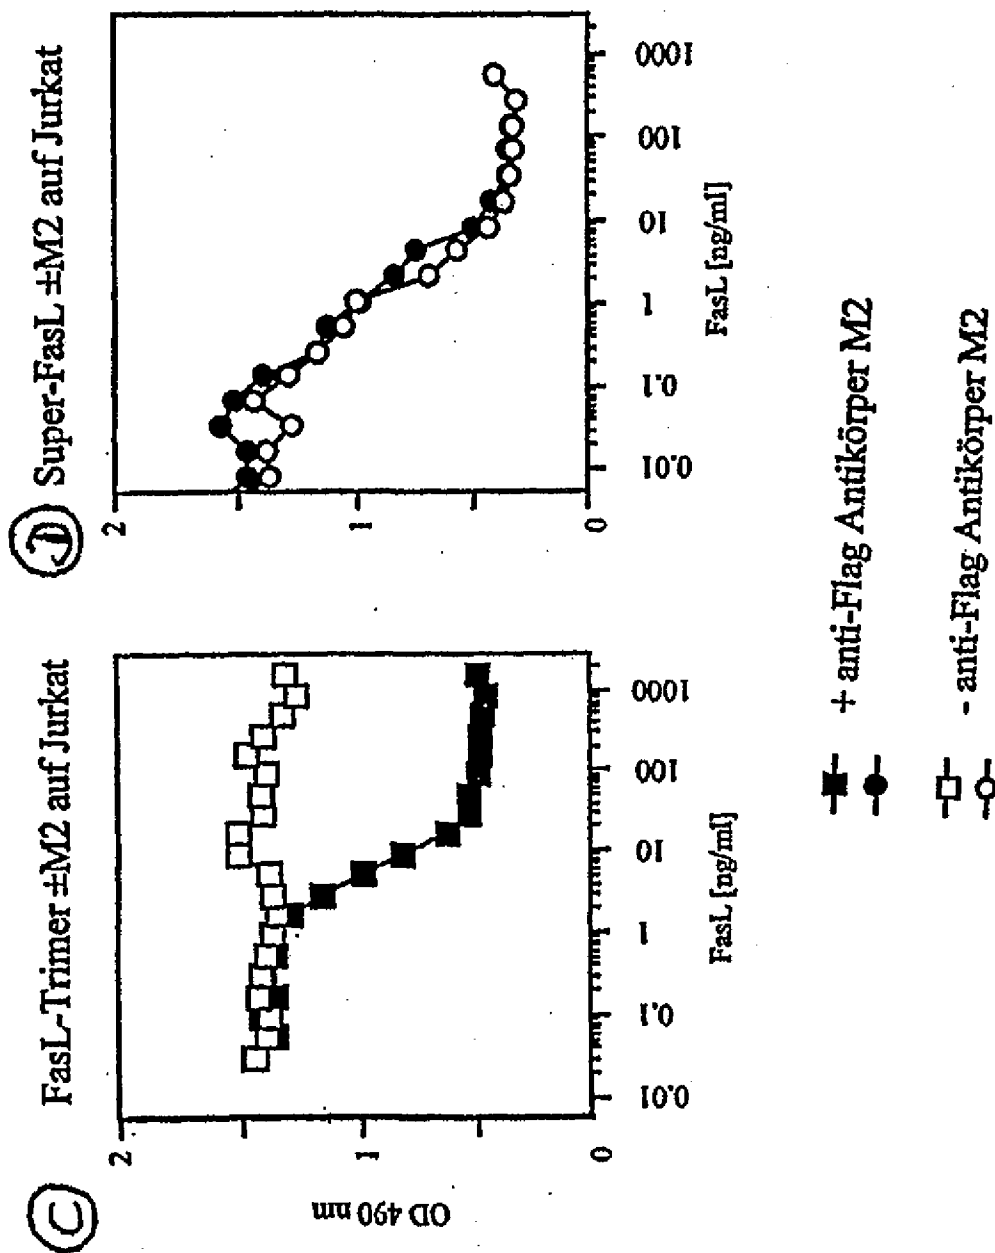 C
FasL-Trimer ±M2 auf Jurkat
OD 490 nm
2
1
0
0.01
0.1
1
10
100
1000
FasL [ng/ml]
D
Super-FasL ±M2 auf Jurkat
2
1
0
0.01
0.1
1
10
100
1000
FasL [ng/ml]
+ anti-Flag Antikörper M2
- anti-Flag Antikörper M2